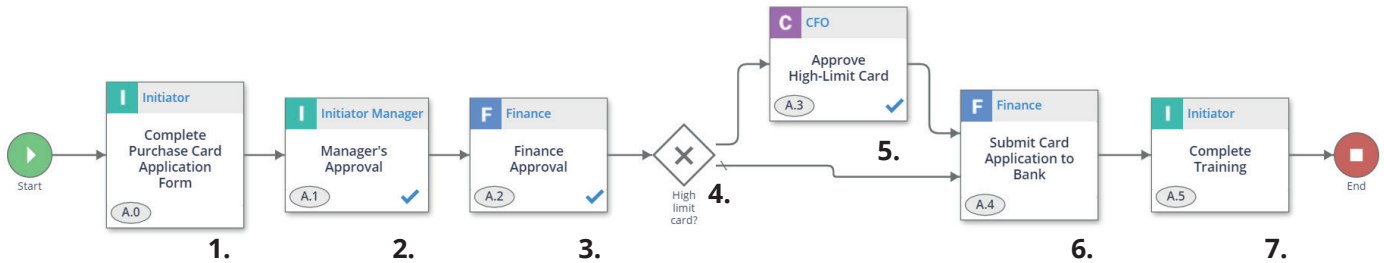 Start
I Initiator
Complete
Purchase Card
Application
Form
A.0
1.
I Initiator Manager
Manager's
Approval
A.1
2.
F Finance
Finance
Approval
A.2
3.
High
limit
card?
4.
C CFO
Approve
High-Limit Card
A.3
5.
F Finance
Submit Card
Application to
Bank
A.4
6.
I Initiator
Complete
Training
A.5
7.
End